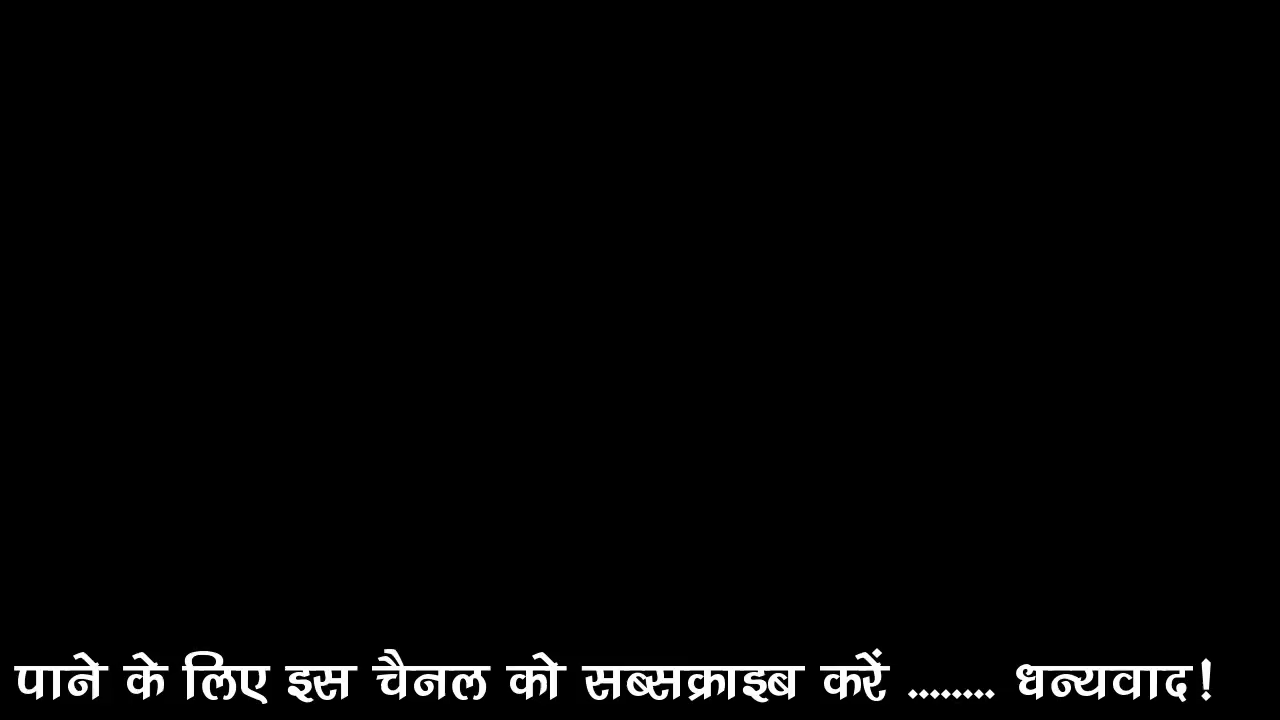 पाने के लिए इस चैनल को सब्सक्राइब करें ........ धन्यवाद!